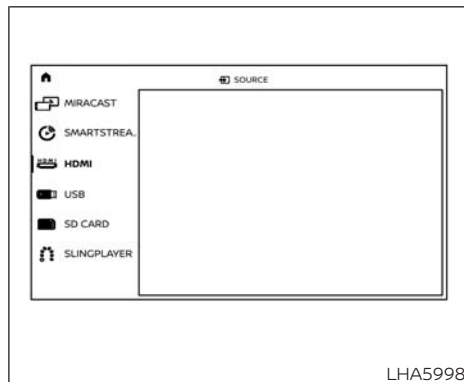 SOURCE
MIRACAST
SMARTSTREA.
HDMI
USB
SD CARD
SLINGPLAYER
LHA5998